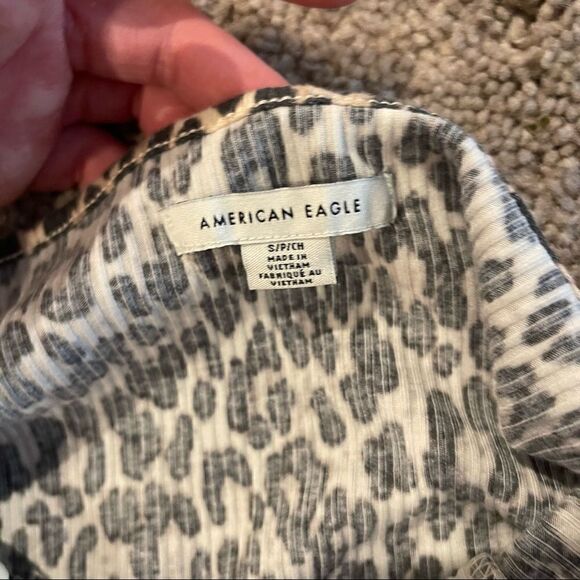 AMERICAN EAGLE
S/P/CH
MADE IN
VIETNAM
FABRIQUÉ AU
VIETNAM